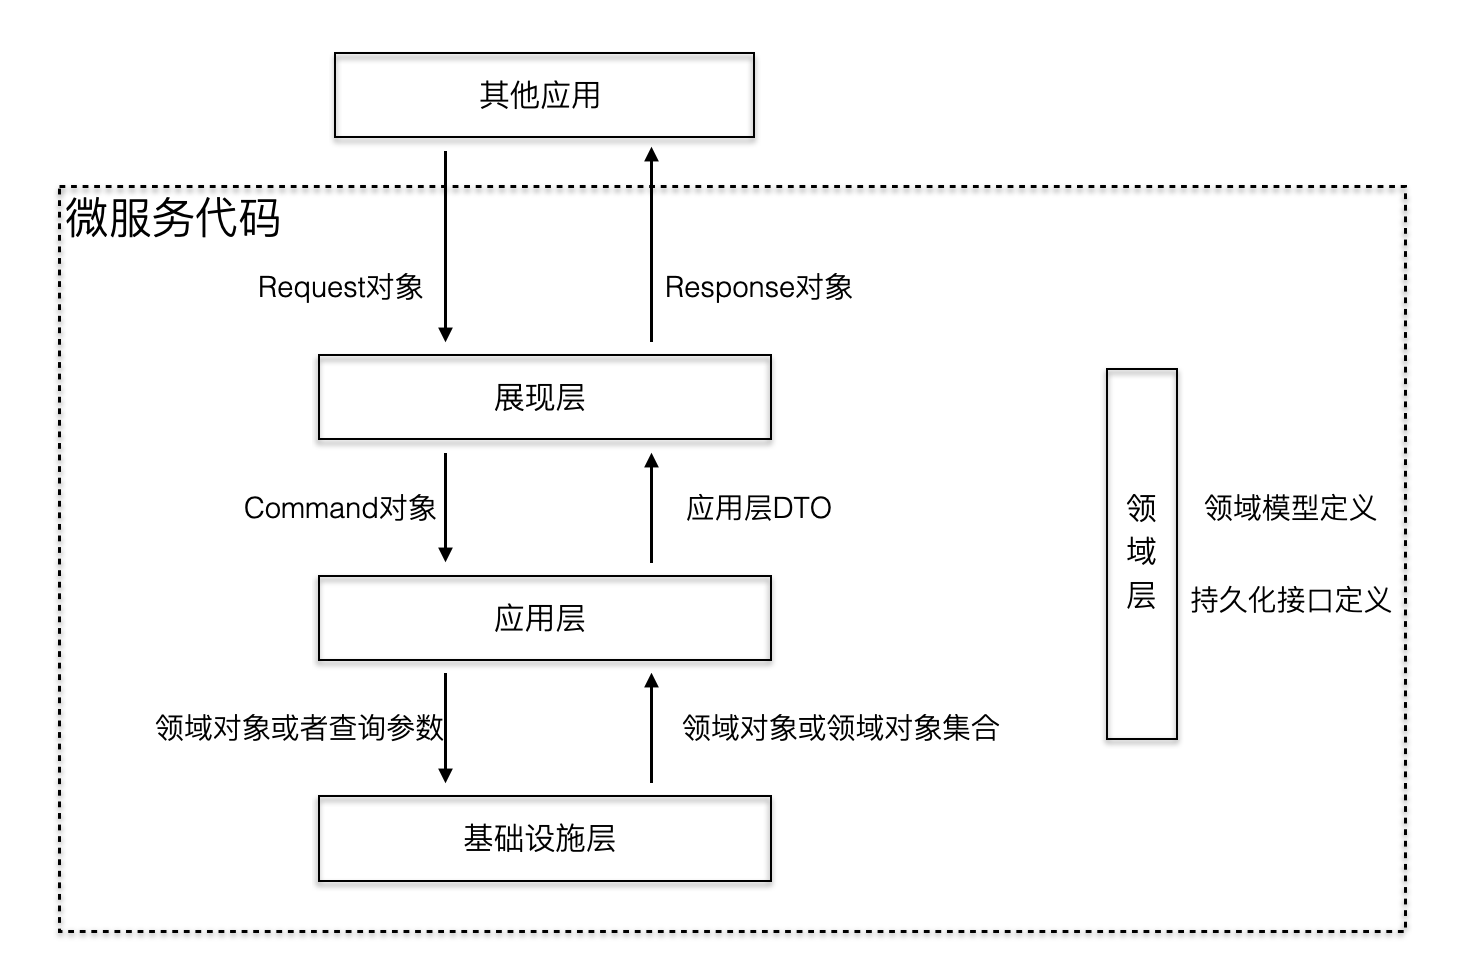 其他应用
微服务代码
Request对象
Response对象
展现层
Command对象
应用层DTO
应用层
领域对象或者查询参数
领域对象或领域对象集合
基础设施层
领
域
层
领域模型定义
持久化接口定义